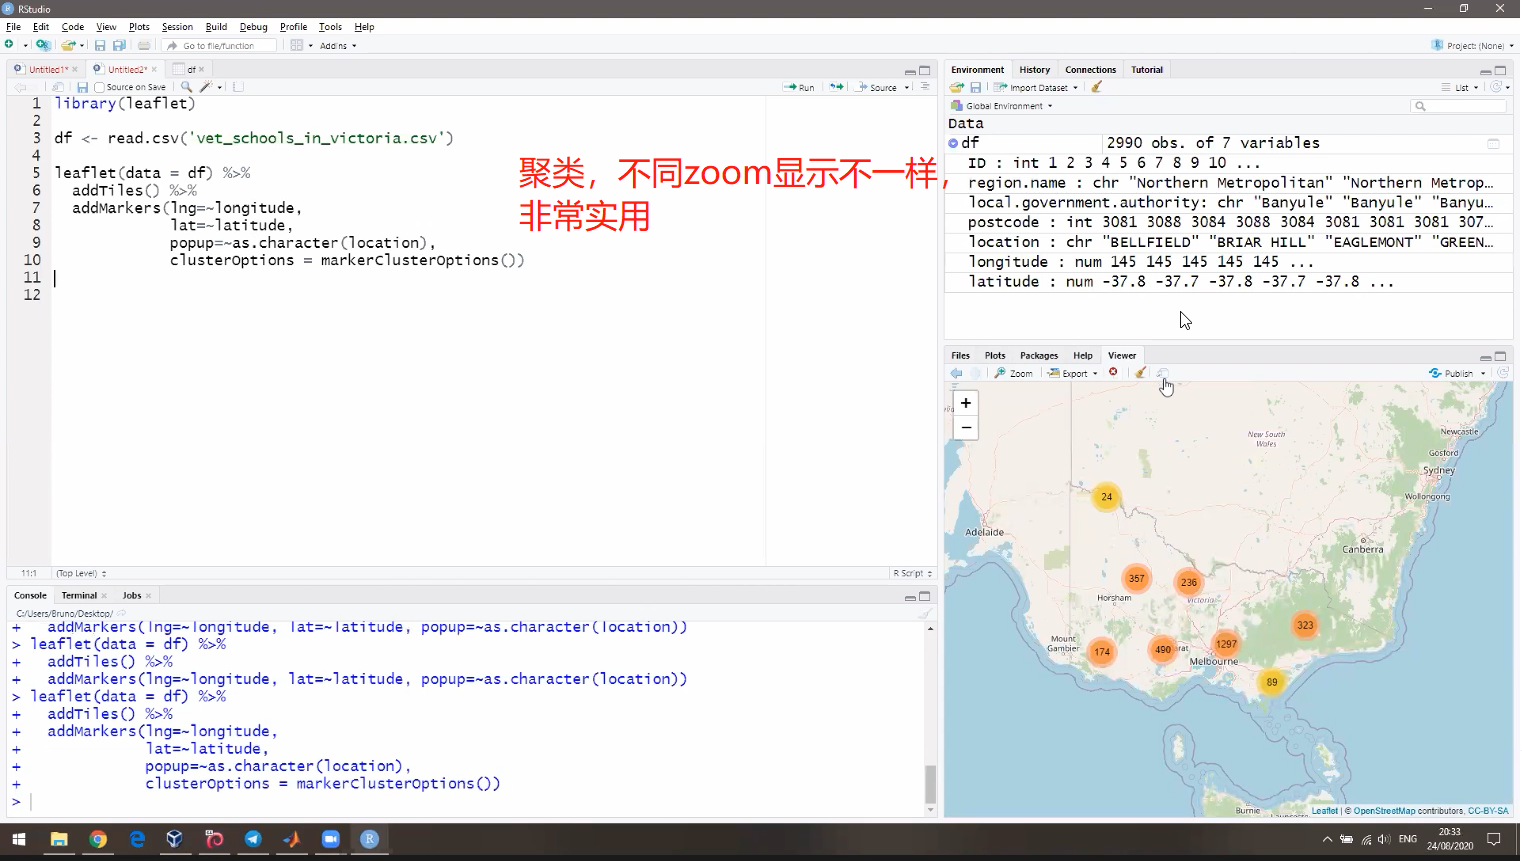 RStudio
File Edit Code View Plots Session Build Debug Profile Tools Help
Go to file/function Addins Project: (None)
Untitled1* Untitled2* df
Source on Save Run Source
1 library(leaflet)
2
3 df <- read.csv('vet_schools_in_victoria.csv')
4
5 leaflet(data = df) %>%
6 addTiles() %>%
7 addMarkers(lng=~longitude,
8 lat=~latitude,
9 popup=~as.character(location),
10 clusterOptions = markerClusterOptions())
11
12
聚类，不同zoom显示不一样，
非常实用
11:1 (Top Level) R Script
Console Terminal Jobs
C:/Users/Bruno/Desktop/
+ addMarkers(lng=~longitude, lat=~latitude, popup=~as.character(location))
> leaflet(data = df) %>%
+ addTiles() %>%
+ addMarkers(lng=~longitude, lat=~latitude, popup=~as.character(location))
> leaflet(data = df) %>%
+ addTiles() %>%
+ addMarkers(lng=~longitude,
+ lat=~latitude,
+ popup=~as.character(location),
+ clusterOptions = markerClusterOptions())
>
Environment History Connections Tutorial
Import Dataset List
Global Environment
Data
df 2990 obs. of 7 variables
ID : int 1 2 3 4 5 6 7 8 9 10 ...
region.name : chr "Northern Metropolitan" "Northern Metrop...
local.government.authority: chr "Banyule" "Banyule" "Banyu...
postcode : int 3081 3088 3084 3088 3084 3081 3081 3081 307...
location : chr "BELLFIELD" "BRIAR HILL" "EAGLEMONT" "GREEN...
longitude : num 145 145 145 145 145 ...
latitude : num -37.8 -37.7 -37.8 -37.7 -37.8 ...
Files Plots Packages Help Viewer
Zoom Export Publish
+
−
New South
Wales
Newcastle
Gosford
Sydney
Wollongong
24
Adelaide
Canberra
357
236
Horsham
Victoria
323
Mount
Gambier
174
490
arat
1297
Melbourne
89
Burnie
Leaflet | © OpenStreetMap contributors, CC-BY-SA
ENG
20:33
24/08/2020